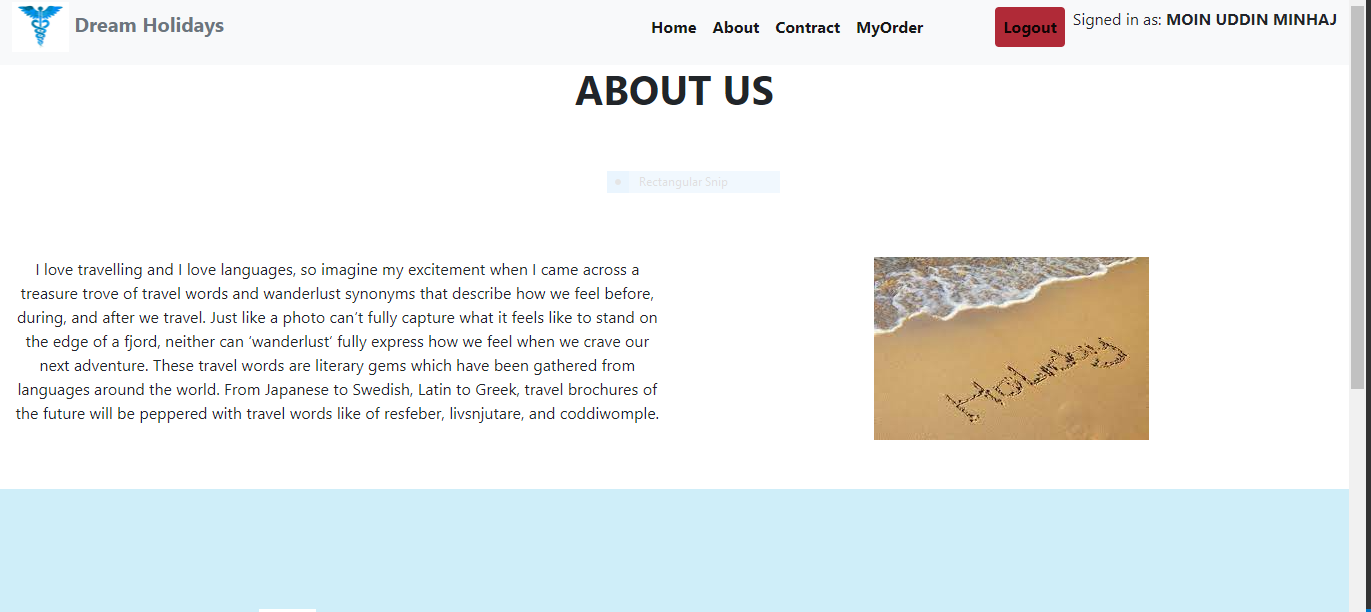 Dream Holidays
Home About Contract MyOrder
Logout
Signed in as: MOIN UDDIN MINHAJ
ABOUT US
Rectangular Snip
I love travelling and I love languages, so imagine my excitement when I came across a
treasure trove of travel words and wanderlust synonyms that describe how we feel before,
during, and after we travel. Just like a photo can’t fully capture what it feels like to stand on
the edge of a fjord, neither can ‘wanderlust’ fully express how we feel when we crave our
next adventure. These travel words are literary gems which have been gathered from
languages around the world. From Japanese to Swedish, Latin to Greek, travel brochures of
the future will be peppered with travel words like of resfeber, livsnjutare, and coddiwomple.
Holiday